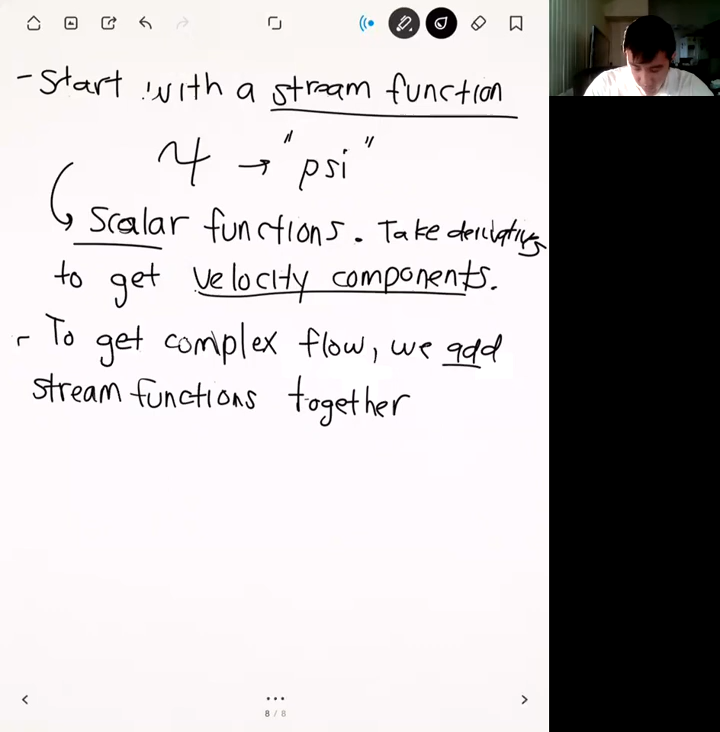 - Start with a stream function
ψ → "psi"
Scalar functions. Take derivatives
to get velocity components.
- To get complex flow, we add
stream functions together
8 / 8